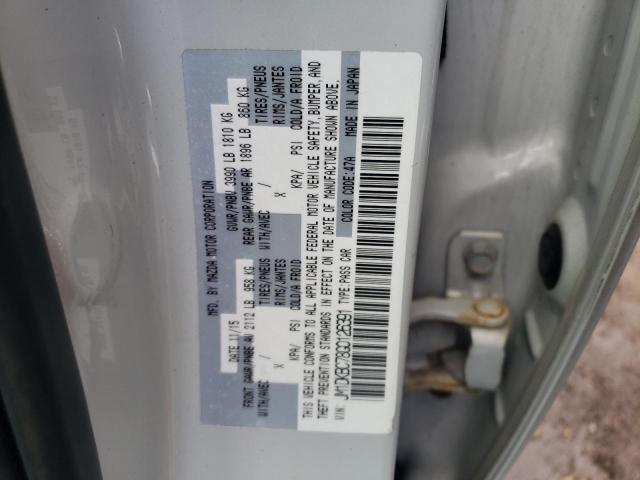 MFD. BY MAZDA MOTOR CORPORATION
DATE 11/15 GVWR/PNBV 3990 LB 1810 KG
FRONT GAWR/PNBE AV 2112 LB 958 KG REAR GAWR/PNBE AR 1896 LB 860 KG
WITH/AVEC / TIRES/PNEUS WITH/AVEC / TIRES/PNEUS
X RIMS/JANTES X RIMS/JANTES
KPA/ PSI COLD/A FROID KPA/ PSI COLD/A FROID
THIS VEHICLE CONFORMS TO ALL APPLICABLE FEDERAL MOTOR VEHICLE SAFETY, BUMPER, AND
THEFT PREVENTION STANDARDS IN EFFECT ON THE DATE OF MANUFACTURE SHOWN ABOVE.
VIN: JM1DKBC78G0126391 TYPE:PASS CAR COLOR CODE:47A MADE IN JAPAN